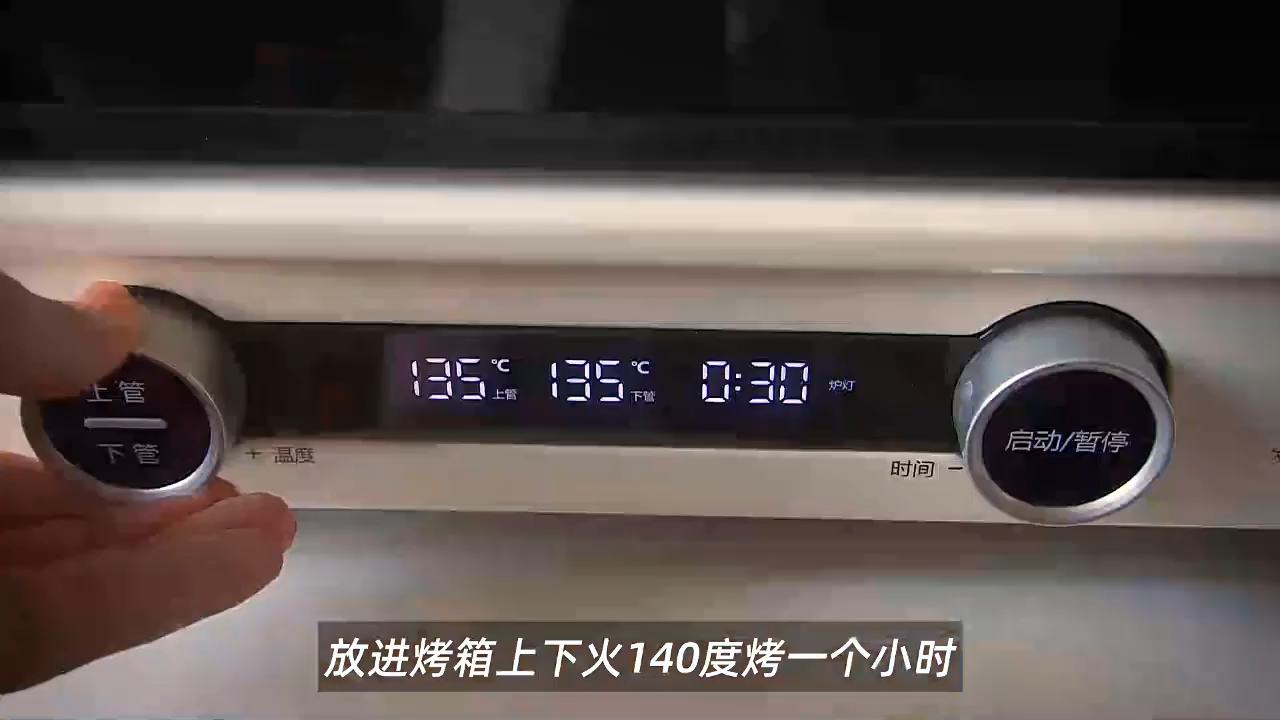 上管
下管
+ 温度
135℃ 上管 135℃ 下管 0:30 炉灯
时间 −
启动/暂停
放进烤箱上下火140度烤一个小时